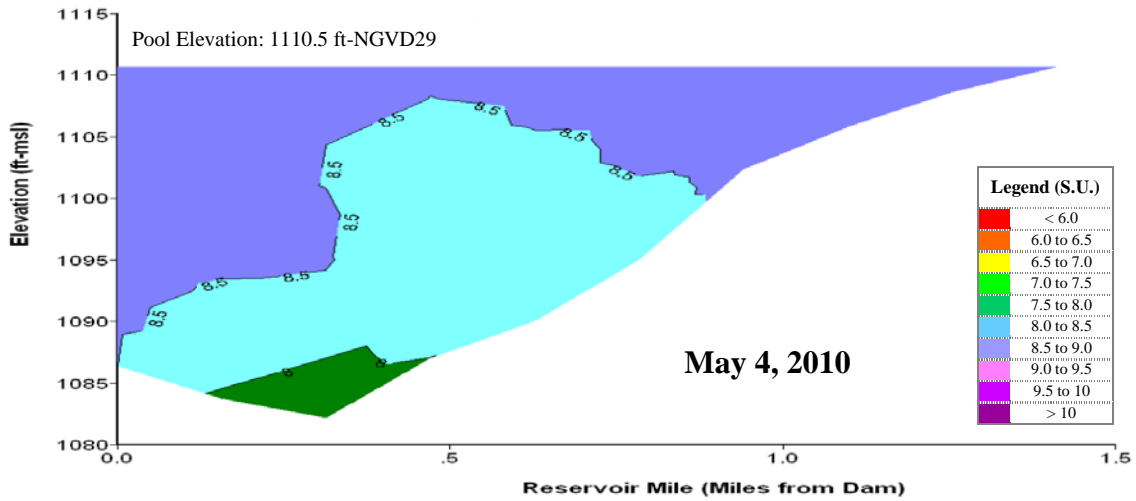 1115
Pool Elevation: 1110.5 ft-NGVD29
1110
1105
1100
1095
1090
1085
1080
Elevation (ft-msl)
8.5
8.5
8.5
8.5
8.5
8.5
8.5
8.5
8.5
8
8
May 4, 2010
Legend (S.U.)
< 6.0
6.0 to 6.5
6.5 to 7.0
7.0 to 7.5
7.5 to 8.0
8.0 to 8.5
8.5 to 9.0
9.0 to 9.5
9.5 to 10
> 10
0.0 .5 1.0 1.5
Reservoir Mile (Miles from Dam)